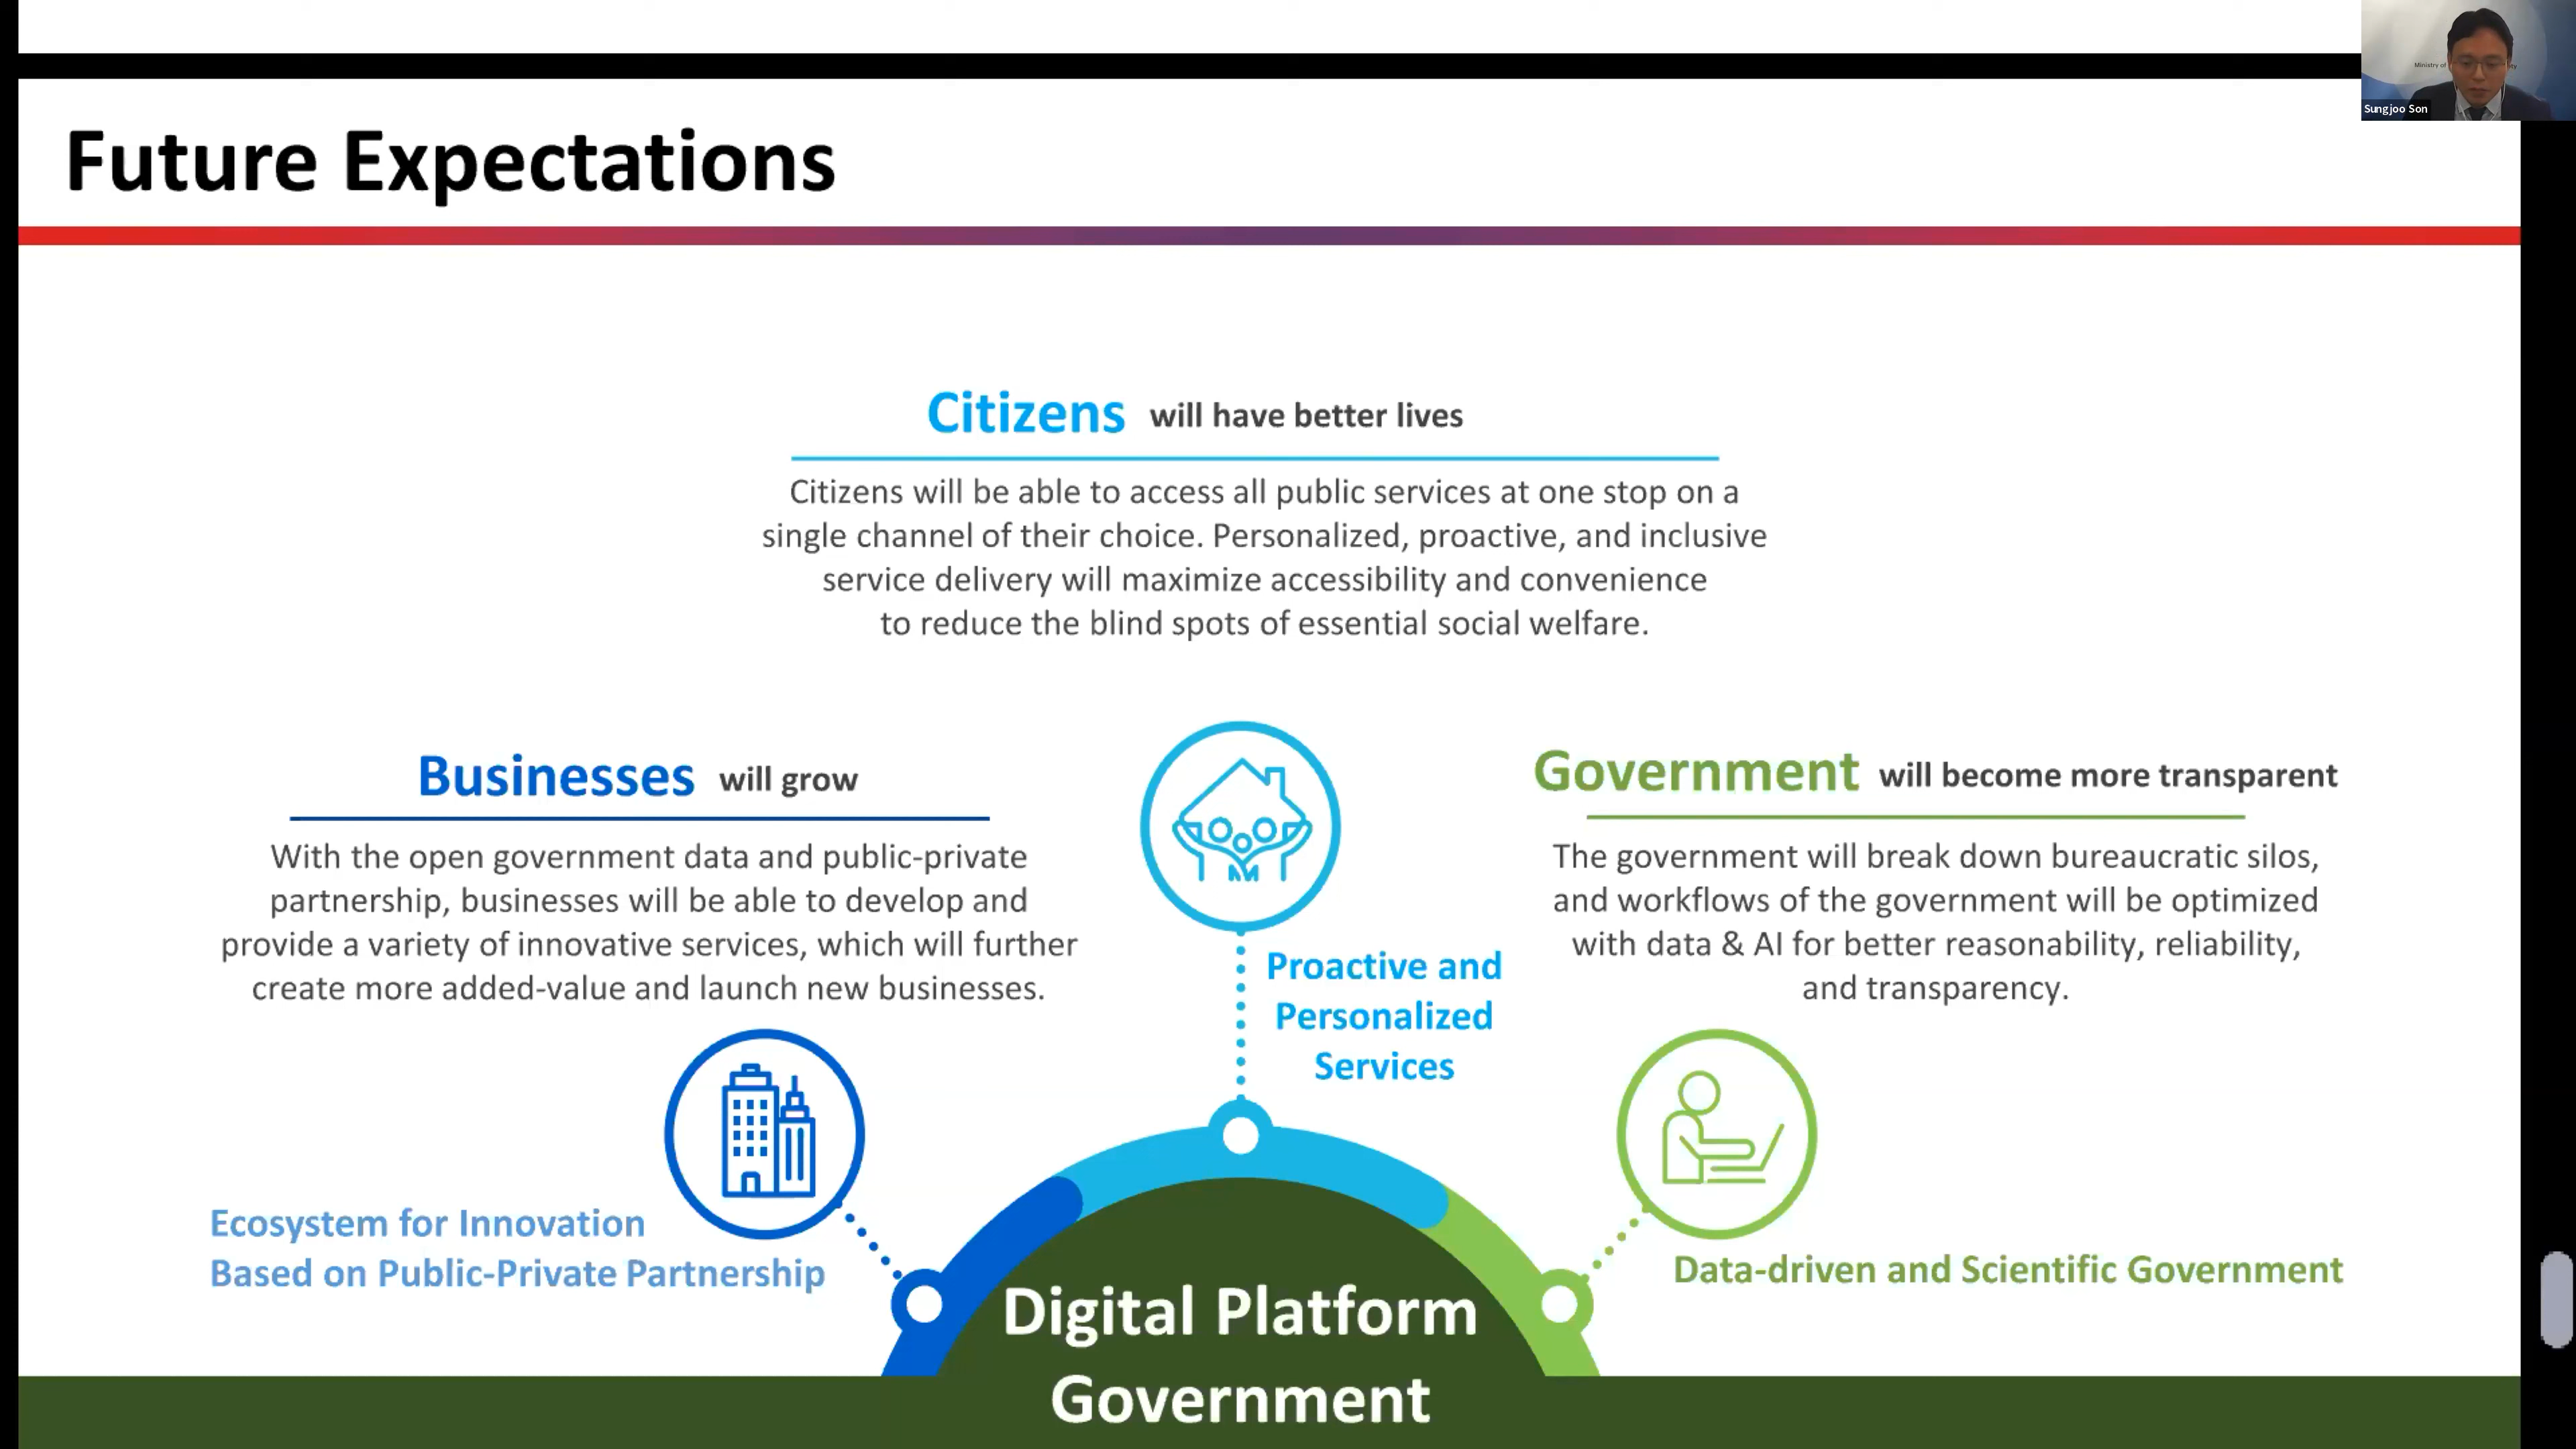 Future Expectations
Ministry of
Sungjoo Son
Citizens will have better lives
Citizens will be able to access all public services at one stop on a
single channel of their choice. Personalized, proactive, and inclusive
service delivery will maximize accessibility and convenience
to reduce the blind spots of essential social welfare.
Businesses will grow
With the open government data and public-private
partnership, businesses will be able to develop and
provide a variety of innovative services, which will further
create more added-value and launch new businesses.
Government will become more transparent
The government will break down bureaucratic silos,
and workflows of the government will be optimized
with data & AI for better reasonability, reliability,
and transparency.
Proactive and
Personalized
Services
Ecosystem for Innovation
Based on Public-Private Partnership
Data-driven and Scientific Government
Digital Platform
Government